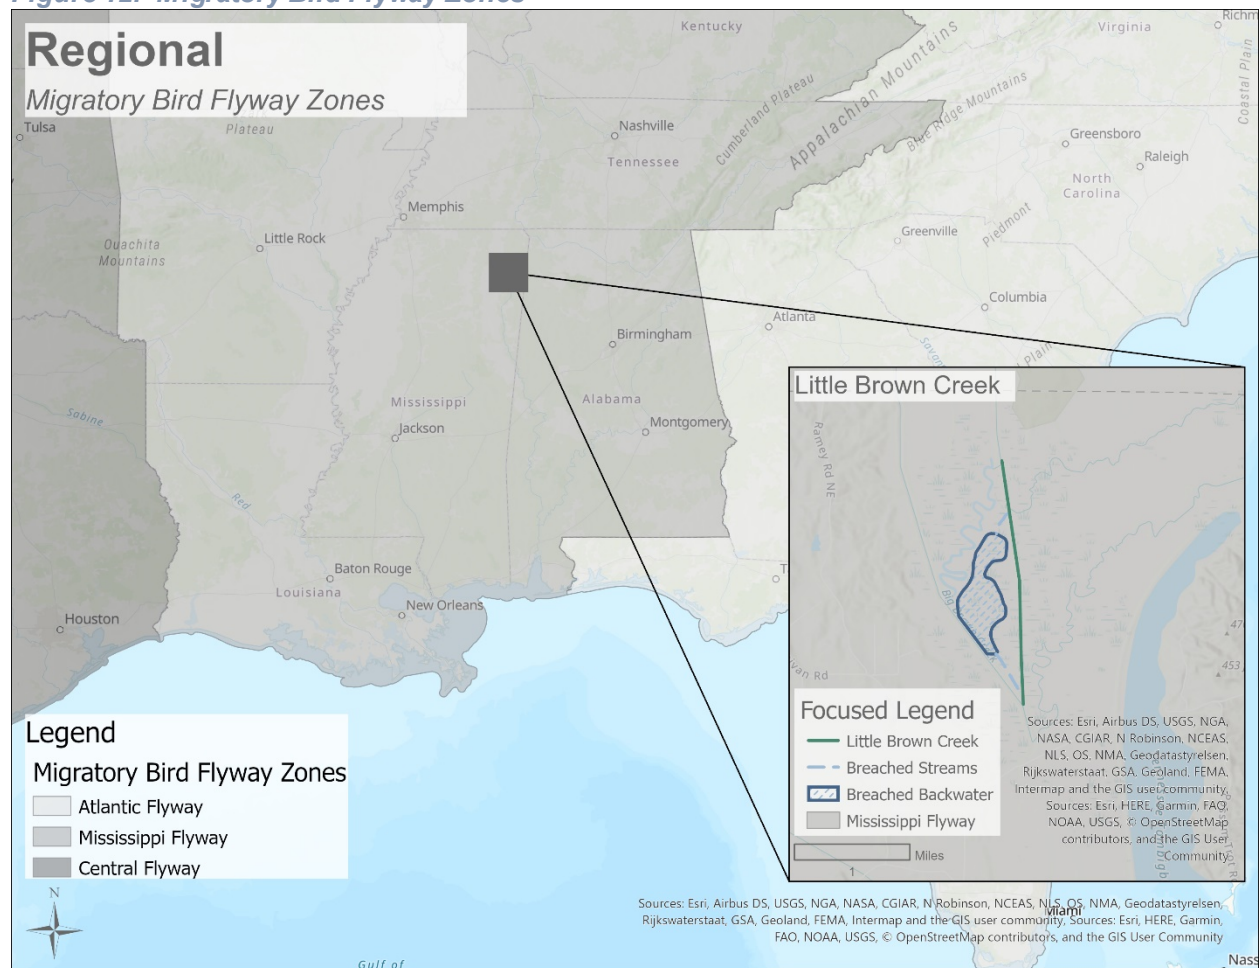 Regional
Migratory Bird Flyway Zones
Kentucky
Virginia
Tulsa
Plateau
Nashville
Tennessee
Cumberland Plateau
Appalachian Mountains
Blue Ridge Mountains
Coastal Plain
Greensboro
Raleigh
North
Carolina
Memphis
Little Rock
Ouachita
Mountains
Greenville
Piedmont
Columbia
Atlanta
Birmingham
Mississippi
Alabama
Jackson
Montgomery
Sabine
Red
Baton Rouge
Louisiana
New Orleans
Houston
Little Brown Creek
Ramey Rd NE
Focused Legend
Little Brown Creek
Breached Streams
Breached Backwater
Mississippi Flyway
Miles
1
453
Sources: Esri, Airbus DS, USGS, NGA,
NASA, CGIAR, N Robinson, NCEAS,
NLS, OS, NMA, Geodatastyrelsen,
Rijkswaterstaat, GSA, Geoland, FEMA,
Intermap and the GIS user community,
Sources: Esri, HERE, Garmin, FAO,
NOAA, USGS, © OpenStreetMap
contributors, and the GIS User
Community
Legend
Migratory Bird Flyway Zones
Atlantic Flyway
Mississippi Flyway
Central Flyway
N
Miami
Sources: Esri, Airbus DS, USGS, NGA, NASA, CGIAR, N Robinson, NCEAS, NLS, OS, NMA, Geodatastyrelsen,
Rijkswaterstaat, GSA, Geoland, FEMA, Intermap and the GIS user community, Sources: Esri, HERE, Garmin,
FAO, NOAA, USGS, © OpenStreetMap contributors, and the GIS User Community
Gulf of